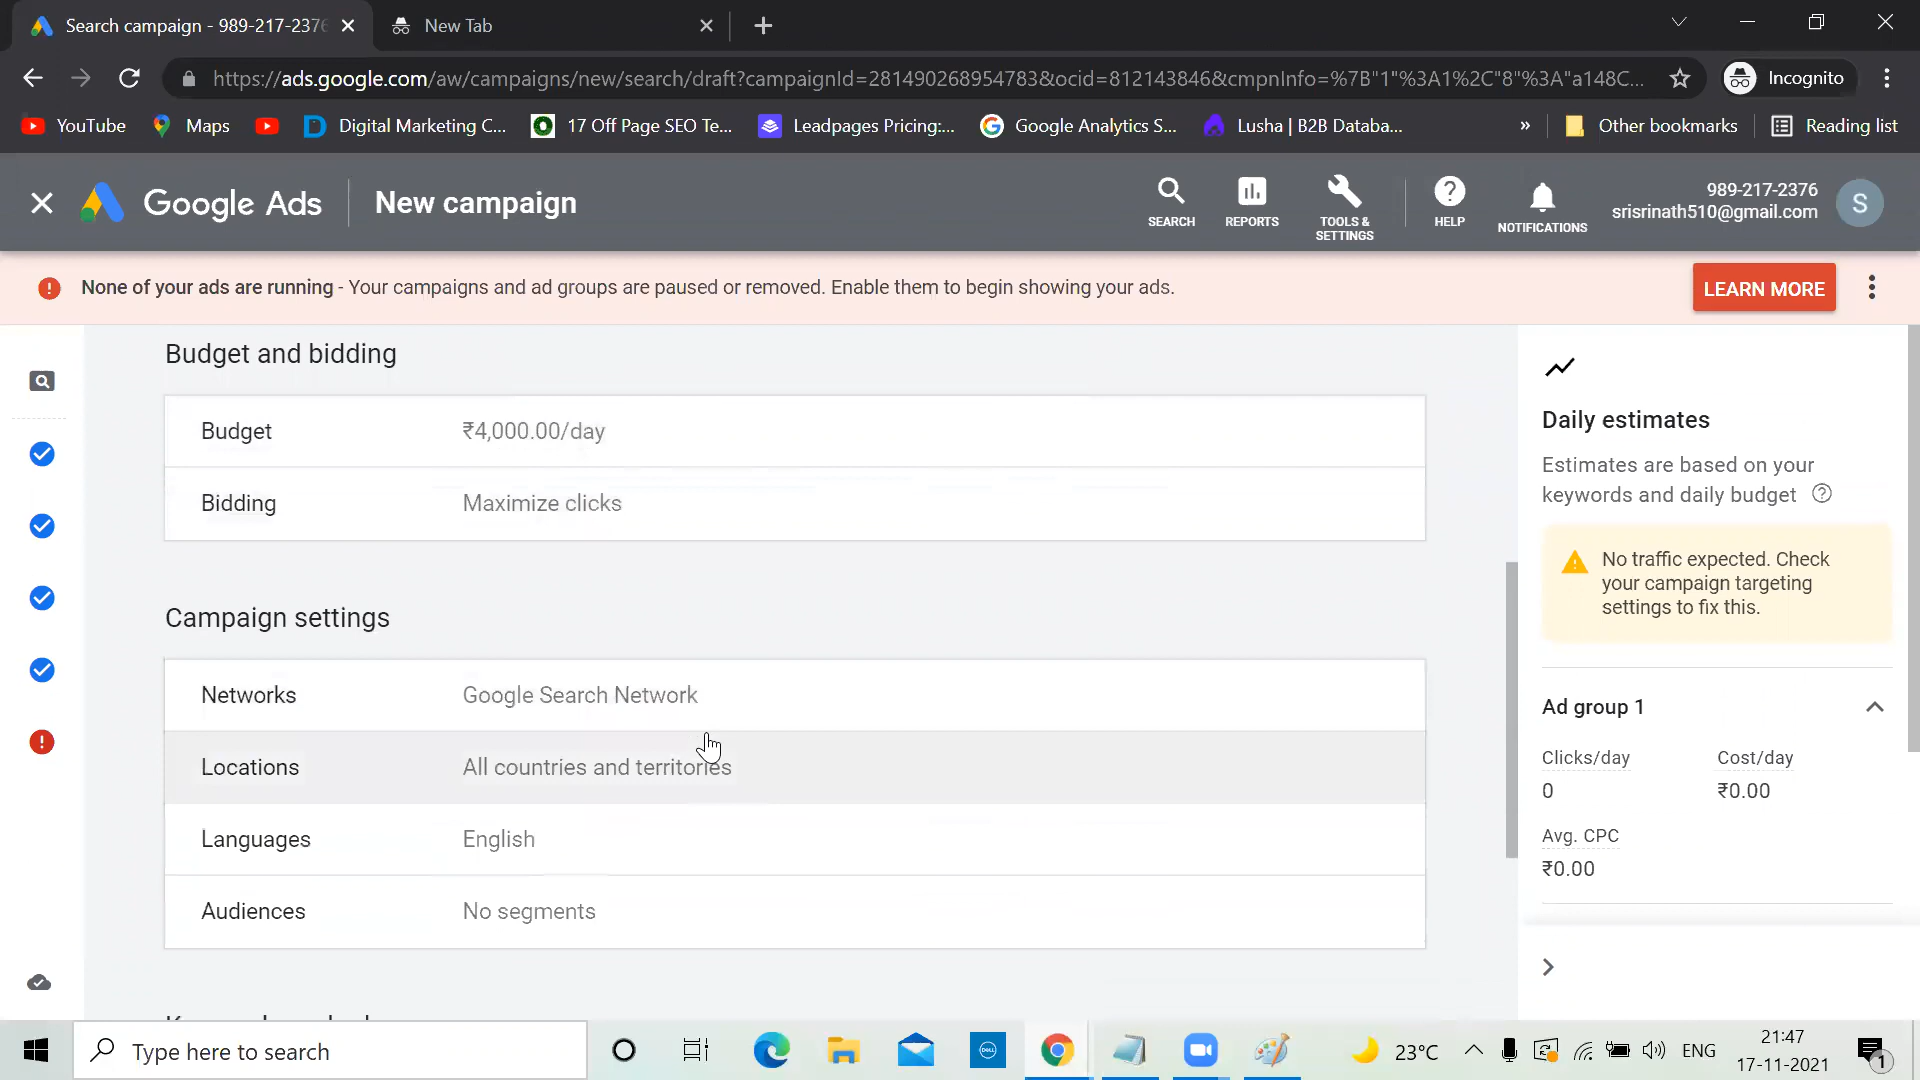 Search campaign - 989-217-2376
New Tab
https://ads.google.com/aw/campaigns/new/search/draft?campaignId=281490268954783&ocid=812143846&cmpnInfo=%7B"1"%3A1%2C"8"%3A"a148C...
Incognito
YouTube
Maps
Digital Marketing C...
17 Off Page SEO Te...
Leadpages Pricing:...
Google Analytics S...
Lusha | B2B Databa...
»
Other bookmarks
Reading list
Google Ads
New campaign
SEARCH
REPORTS
TOOLS &
SETTINGS
HELP
NOTIFICATIONS
989-217-2376
srisrinath510@gmail.com
S
None of your ads are running - Your campaigns and ad groups are paused or removed. Enable them to begin showing your ads.
LEARN MORE
Budget and bidding
Budget ₹4,000.00/day
Bidding Maximize clicks
Campaign settings
Networks Google Search Network
Locations All countries and territories
Languages English
Audiences No segments
Daily estimates
Estimates are based on your
keywords and daily budget
No traffic expected. Check
your campaign targeting
settings to fix this.
Ad group 1
Clicks/day Cost/day
0 ₹0.00
Avg. CPC
₹0.00
Type here to search
DELL
23°C
ENG
21:47
17-11-2021
1